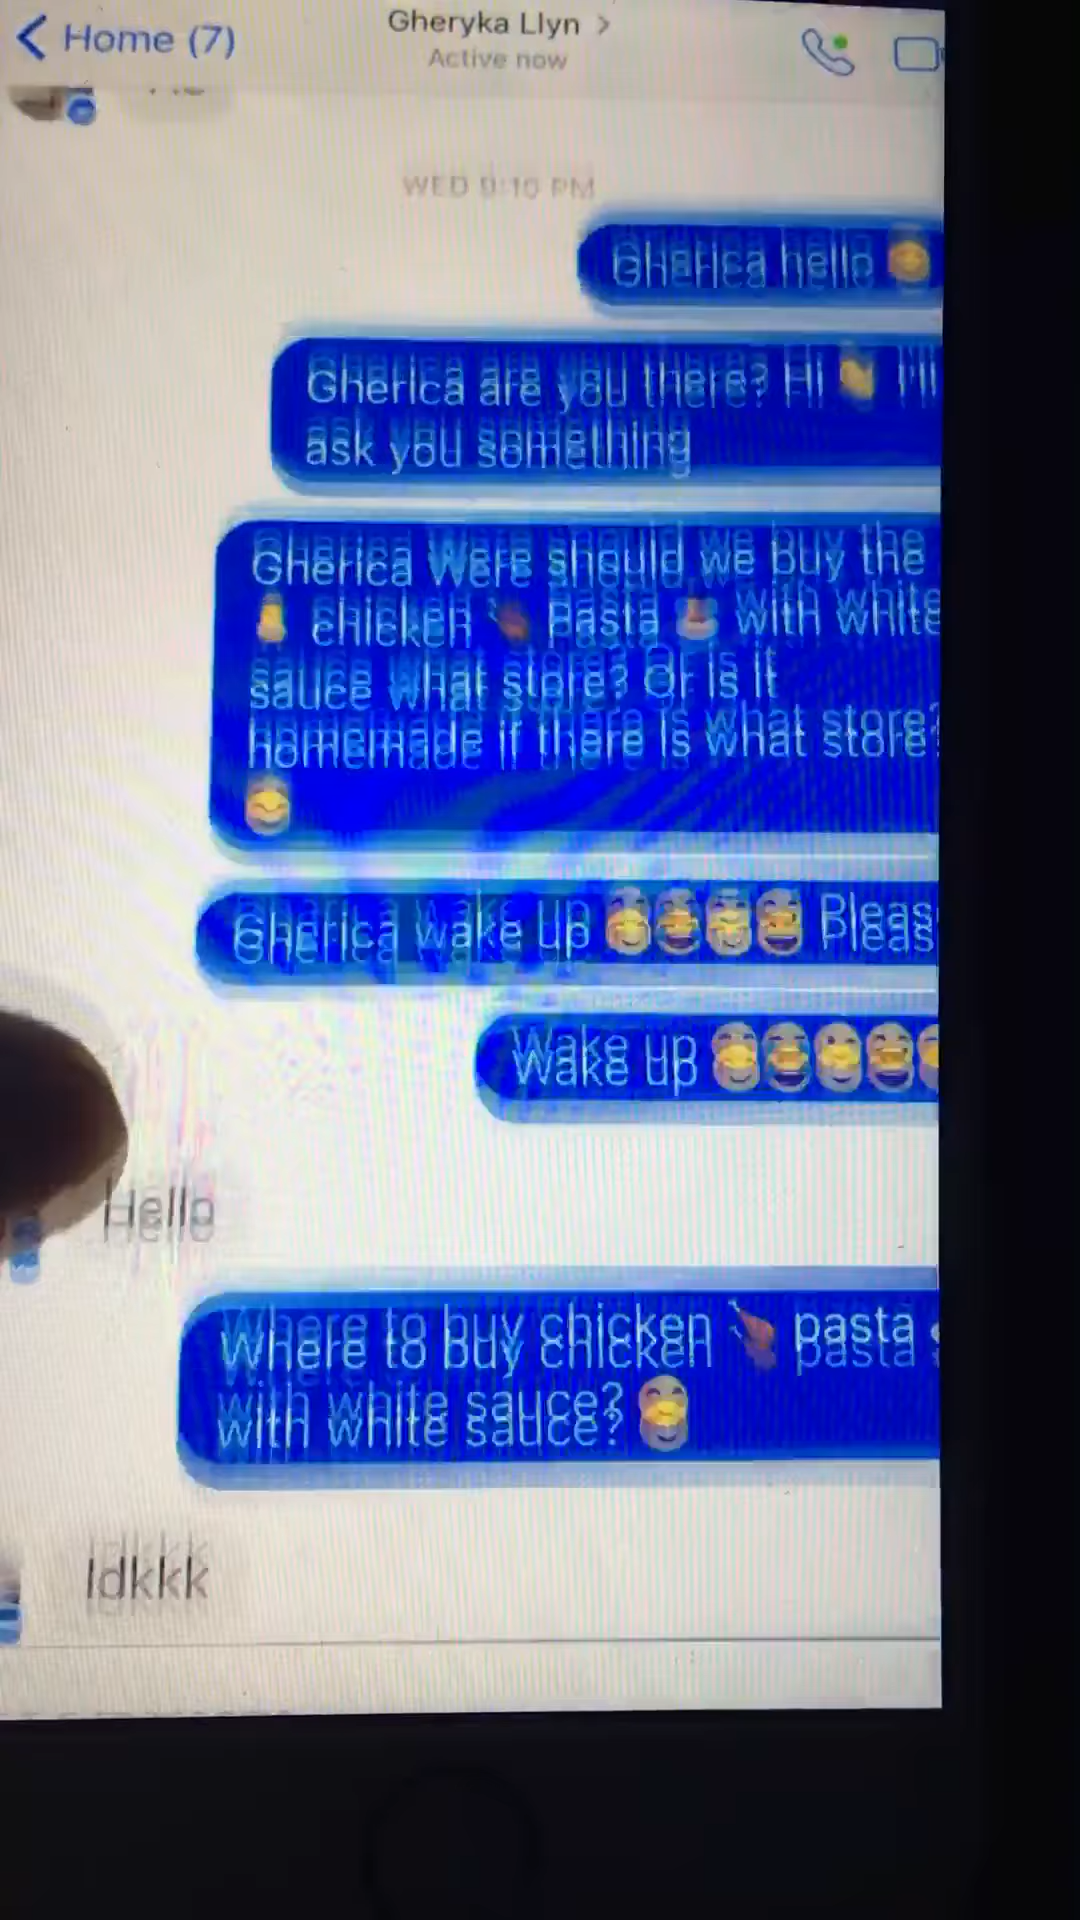 Home (7)
Gheryka Llyn >
Active now
WED 9:10 PM
Gherica hello 😊
Gherica are you there? Hi 👋 I'll
ask you something
Gherica Were should we buy the
chicken 🍗 Pasta 🍝 with white
sauce what store? Or is it
homemade if there is what store?
😊
Gherica wake up 😂😂😂😂
Wake up 😂😂😂😂
Hello
Where to buy chicken 🍗 pasta
with white sauce? 😊
Idkkk